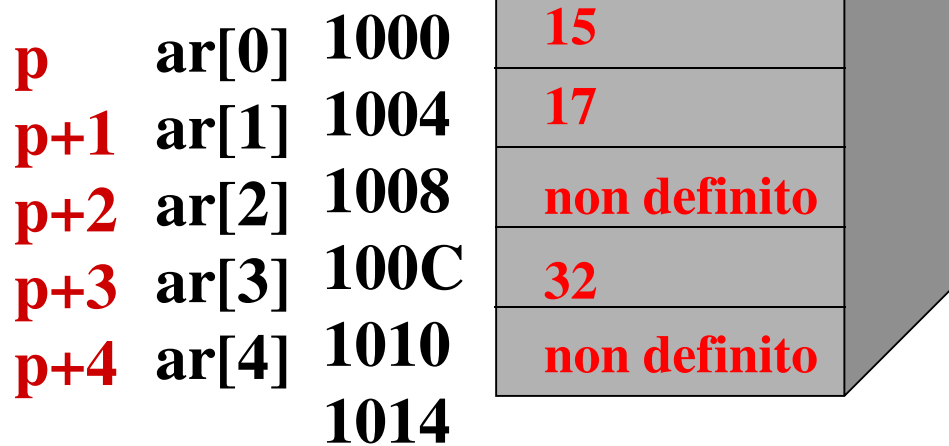 p ar[0] 1000 15
p+1 ar[1] 1004 17
p+2 ar[2] 1008 non definito
p+3 ar[3] 100C 32
p+4 ar[4] 1010 non definito
1014